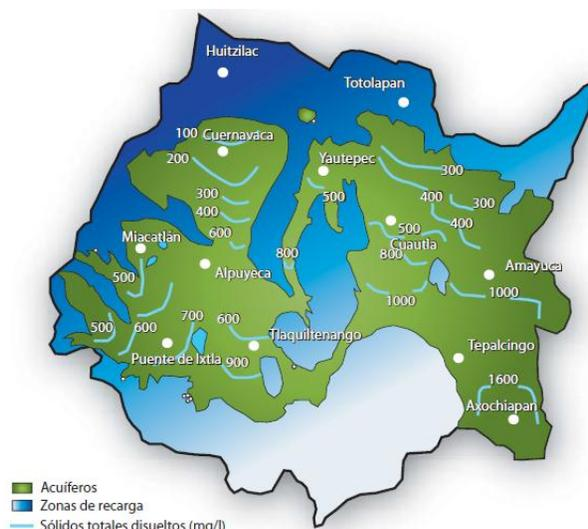 Huitzilac
Totolapan
100
Cuernavaca
200
Yautepec
300
300
500
400
300
400
400
500
600
Cuautla
Miacatlán
800
800
Alpuyeca
Amayuca
500
1000
1000
500
600
700
600
Tlaquiltenango
Puente de Ixtla
900
Tepalcingo
1600
Axochiapan
Acuíferos
Zonas de recarga
Sólidos totales disueltos (mg/l)